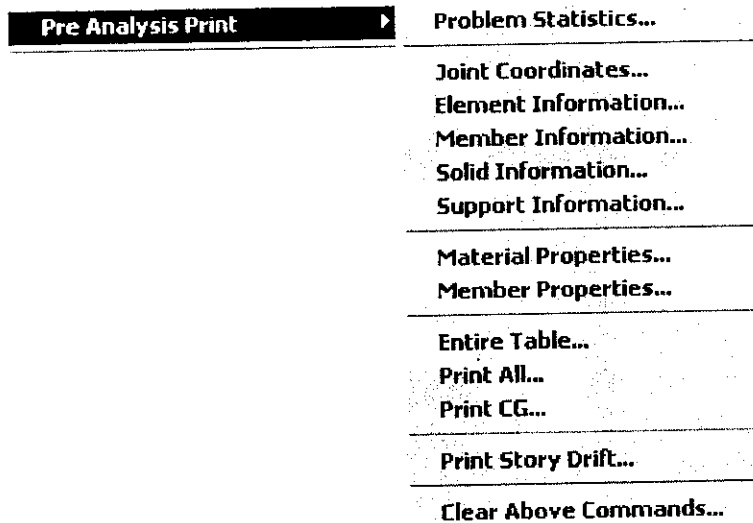 Pre Analysis Print
Problem Statistics...
Joint Coordinates...
Element Information...
Member Information...
Solid Information...
Support Information...
Material Properties...
Member Properties...
Entire Table...
Print All...
Print CG...
Print Story Drift...
Clear Above Commands...